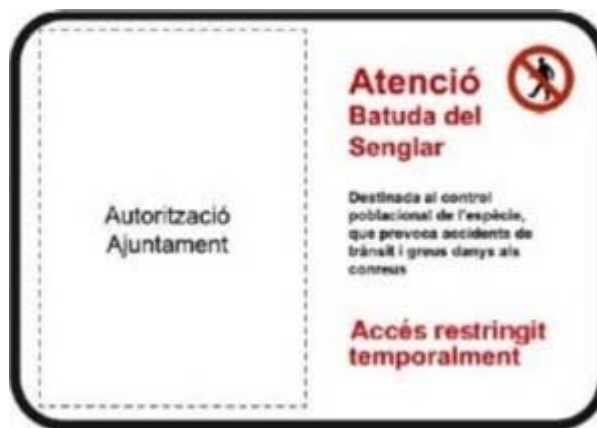 Autorització
Ajuntament
Atenció
Batuda del
Senglar
Destinada al control
poblacional de l'espècie,
que provoca accidents de
trànsit i greus danys als
conreus
Accés restringit
temporalment